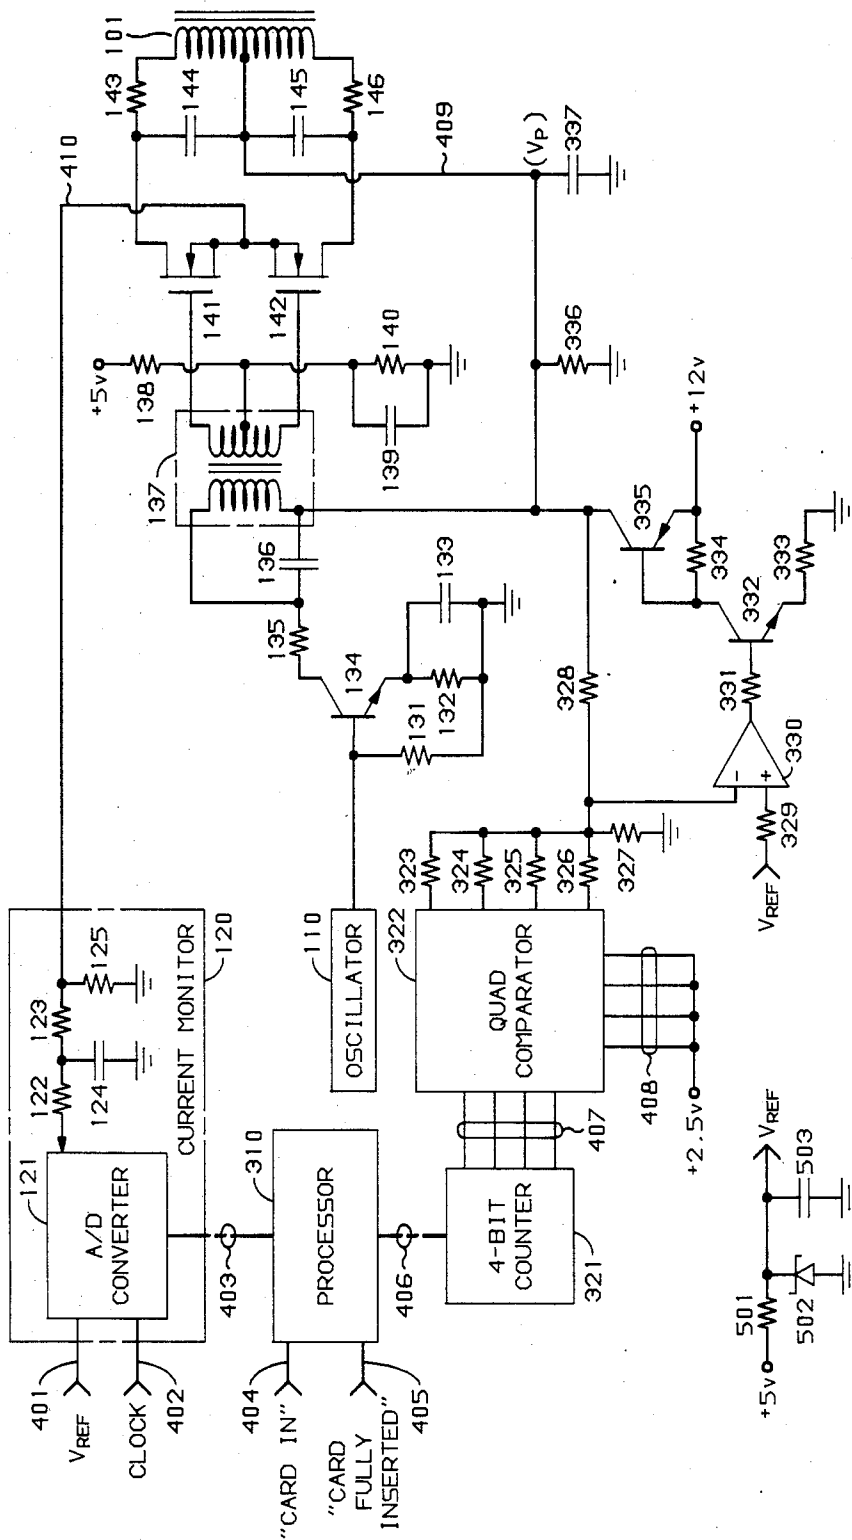 101
143
144
145
146
410
409
(VP)
337
141
142
+5v
138
140
139
336
137
136
135
134
133
132
131
335
+12v
334
333
332
331
330
329
328
VREF
323
324
325
326
327
322
QUAD
COMPARATOR
407
408
+2.5v
110
OSCILLATOR
120
125
123
122
124
CURRENT MONITOR
121
A/D
CONVERTER
403
310
PROCESSOR
406
4-BIT
COUNTER
321
401
VREF
402
CLOCK
404
"CARD IN"
405
"CARD
FULLY
INSERTED"
+5v
501
502
503
VREF